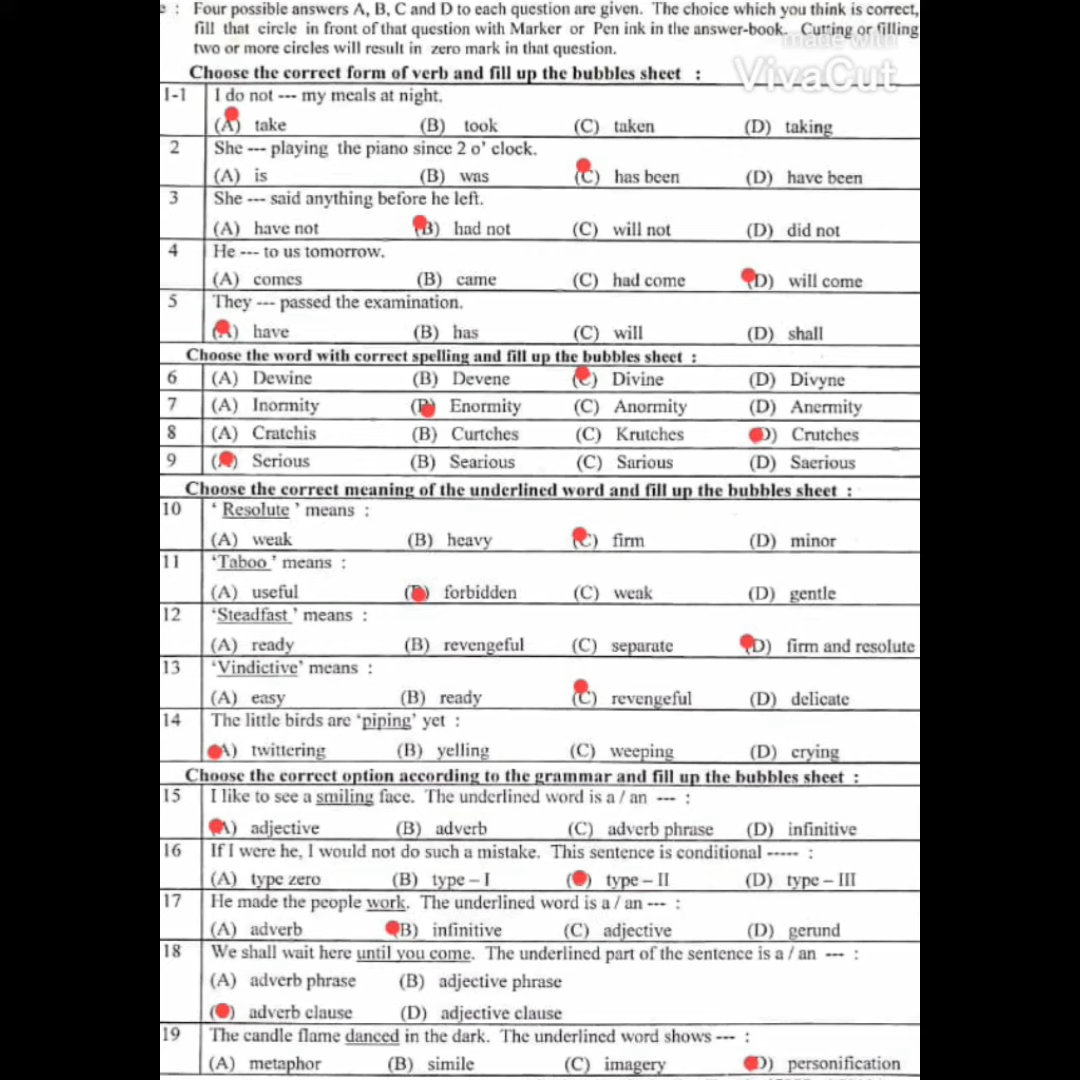 : Four possible answers A, B, C and D to each question are given. The choice which you think is correct,
fill that circle in front of that question with Marker or Pen ink in the answer-book. Cutting or filling
two or more circles will result in zero mark in that question.
made with
VivaCut
Choose the correct form of verb and fill up the bubbles sheet :
1-1 I do not --- my meals at night.
(A) take (B) took (C) taken (D) taking
2 She --- playing the piano since 2 o' clock.
(A) is (B) was (C) has been (D) have been
3 She --- said anything before he left.
(A) have not (B) had not (C) will not (D) did not
4 He --- to us tomorrow.
(A) comes (B) came (C) had come (D) will come
5 They --- passed the examination.
(A) have (B) has (C) will (D) shall
Choose the word with correct spelling and fill up the bubbles sheet :
6 (A) Dewine (B) Devene (C) Divine (D) Divyne
7 (A) Inormity (B) Enormity (C) Anormity (D) Anermity
8 (A) Cratchis (B) Curtches (C) Krutches (D) Crutches
9 (A) Serious (B) Searious (C) Sarious (D) Saerious
Choose the correct meaning of the underlined word and fill up the bubbles sheet :
10 ' Resolute ' means :
(A) weak (B) heavy (C) firm (D) minor
11 'Taboo ' means :
(A) useful (B) forbidden (C) weak (D) gentle
12 'Steadfast ' means :
(A) ready (B) revengeful (C) separate (D) firm and resolute
13 'Vindictive' means :
(A) easy (B) ready (C) revengeful (D) delicate
14 The little birds are 'piping' yet :
(A) twittering (B) yelling (C) weeping (D) crying
Choose the correct option according to the grammar and fill up the bubbles sheet :
15 I like to see a smiling face. The underlined word is a / an --- :
(A) adjective (B) adverb (C) adverb phrase (D) infinitive
16 If I were he, I would not do such a mistake. This sentence is conditional ----- :
(A) type zero (B) type – I (C) type – II (D) type – III
17 He made the people work. The underlined word is a / an --- :
(A) adverb (B) infinitive (C) adjective (D) gerund
18 We shall wait here until you come. The underlined part of the sentence is a / an --- :
(A) adverb phrase (B) adjective phrase
(C) adverb clause (D) adjective clause
19 The candle flame danced in the dark. The underlined word shows --- :
(A) metaphor (B) simile (C) imagery (D) personification